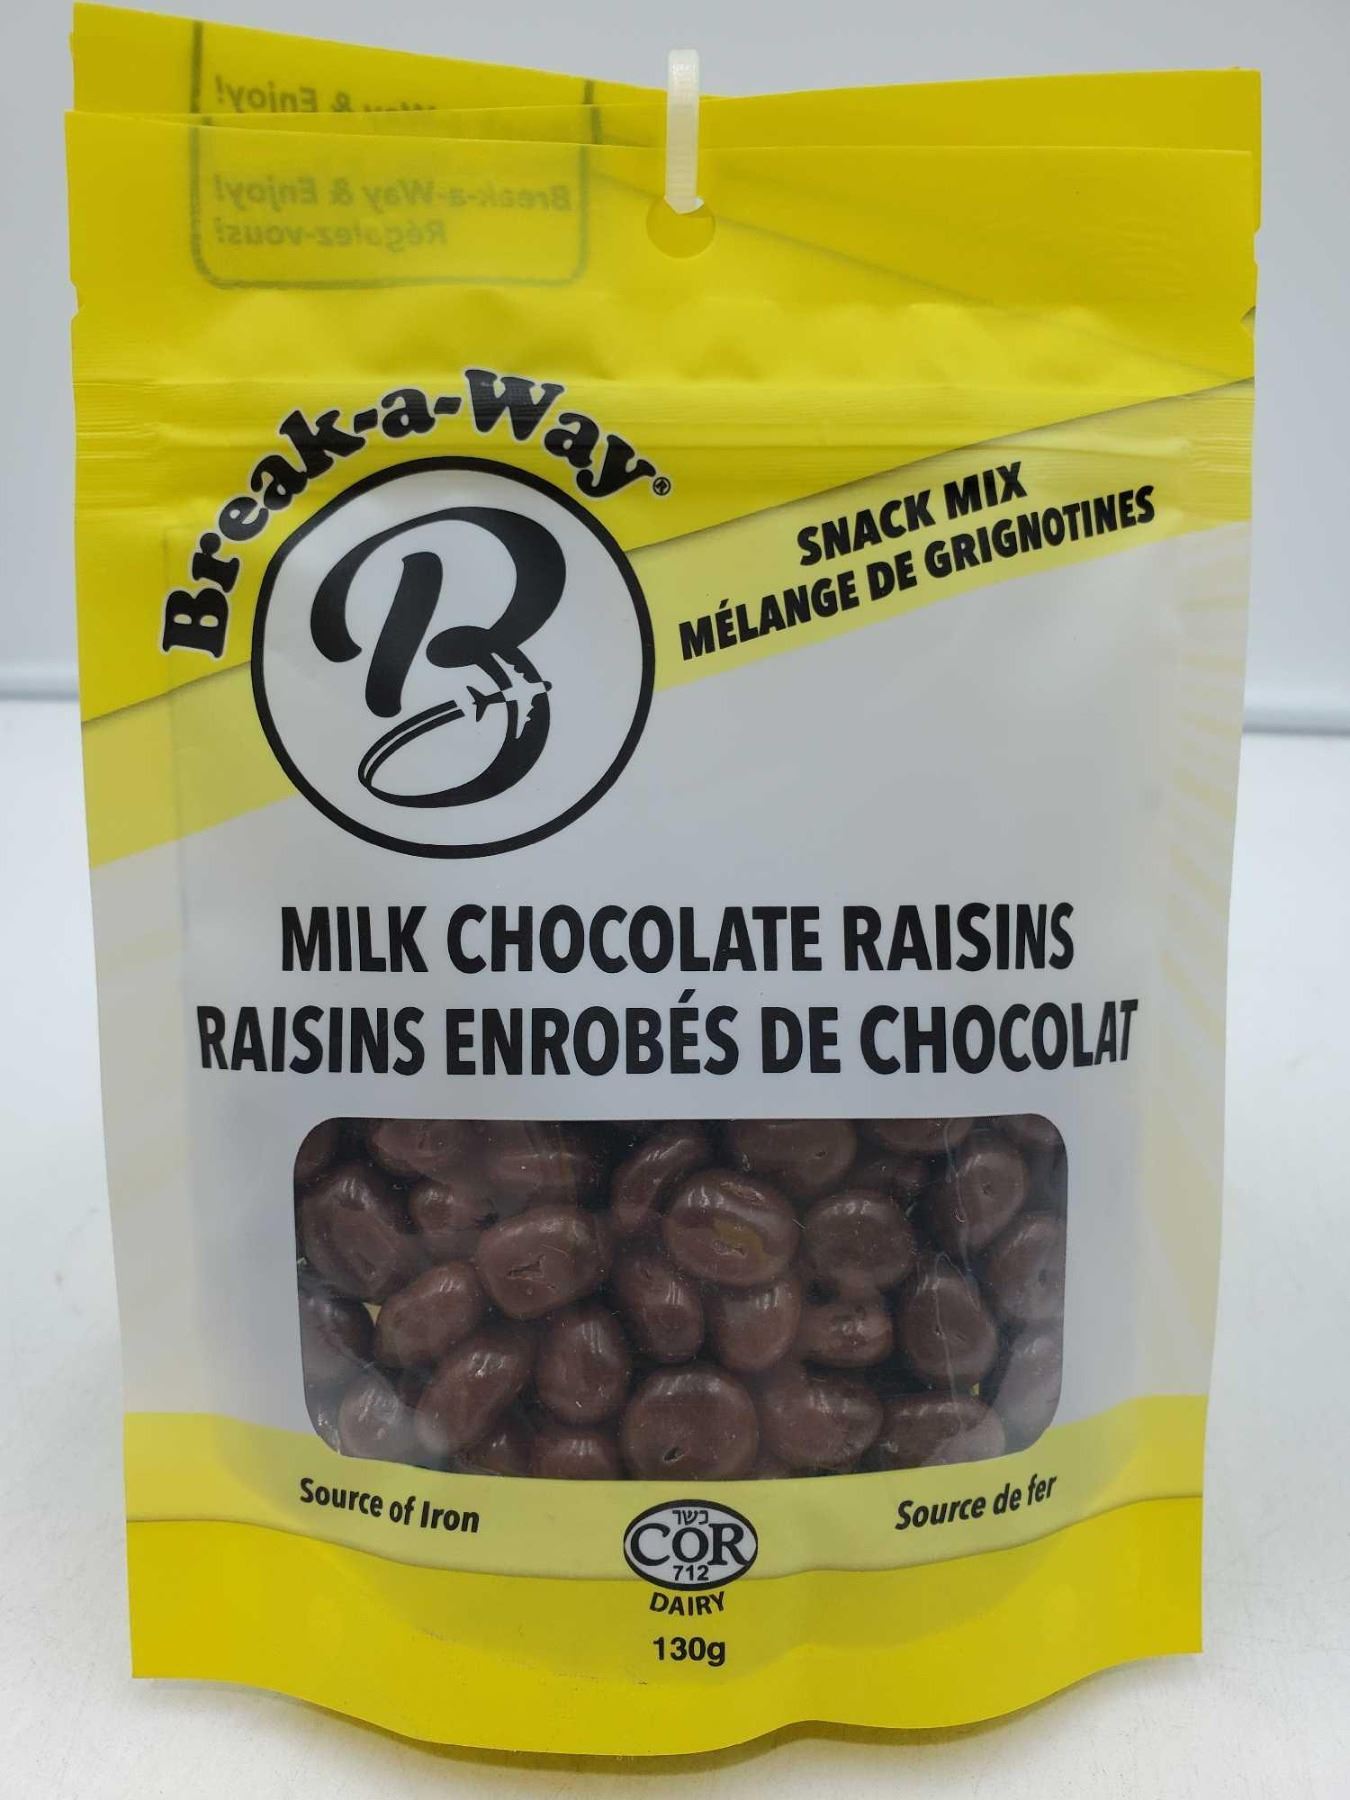 Break-a-Way & Enjoy!
Régalez-vous!
Break-a-Way®
B
SNACK MIX
MÉLANGE DE GRIGNOTINES
MILK CHOCOLATE RAISINS
RAISINS ENROBÉS DE CHOCOLAT
Source of Iron
Source de fer
כשר
COR
712
DAIRY
130g